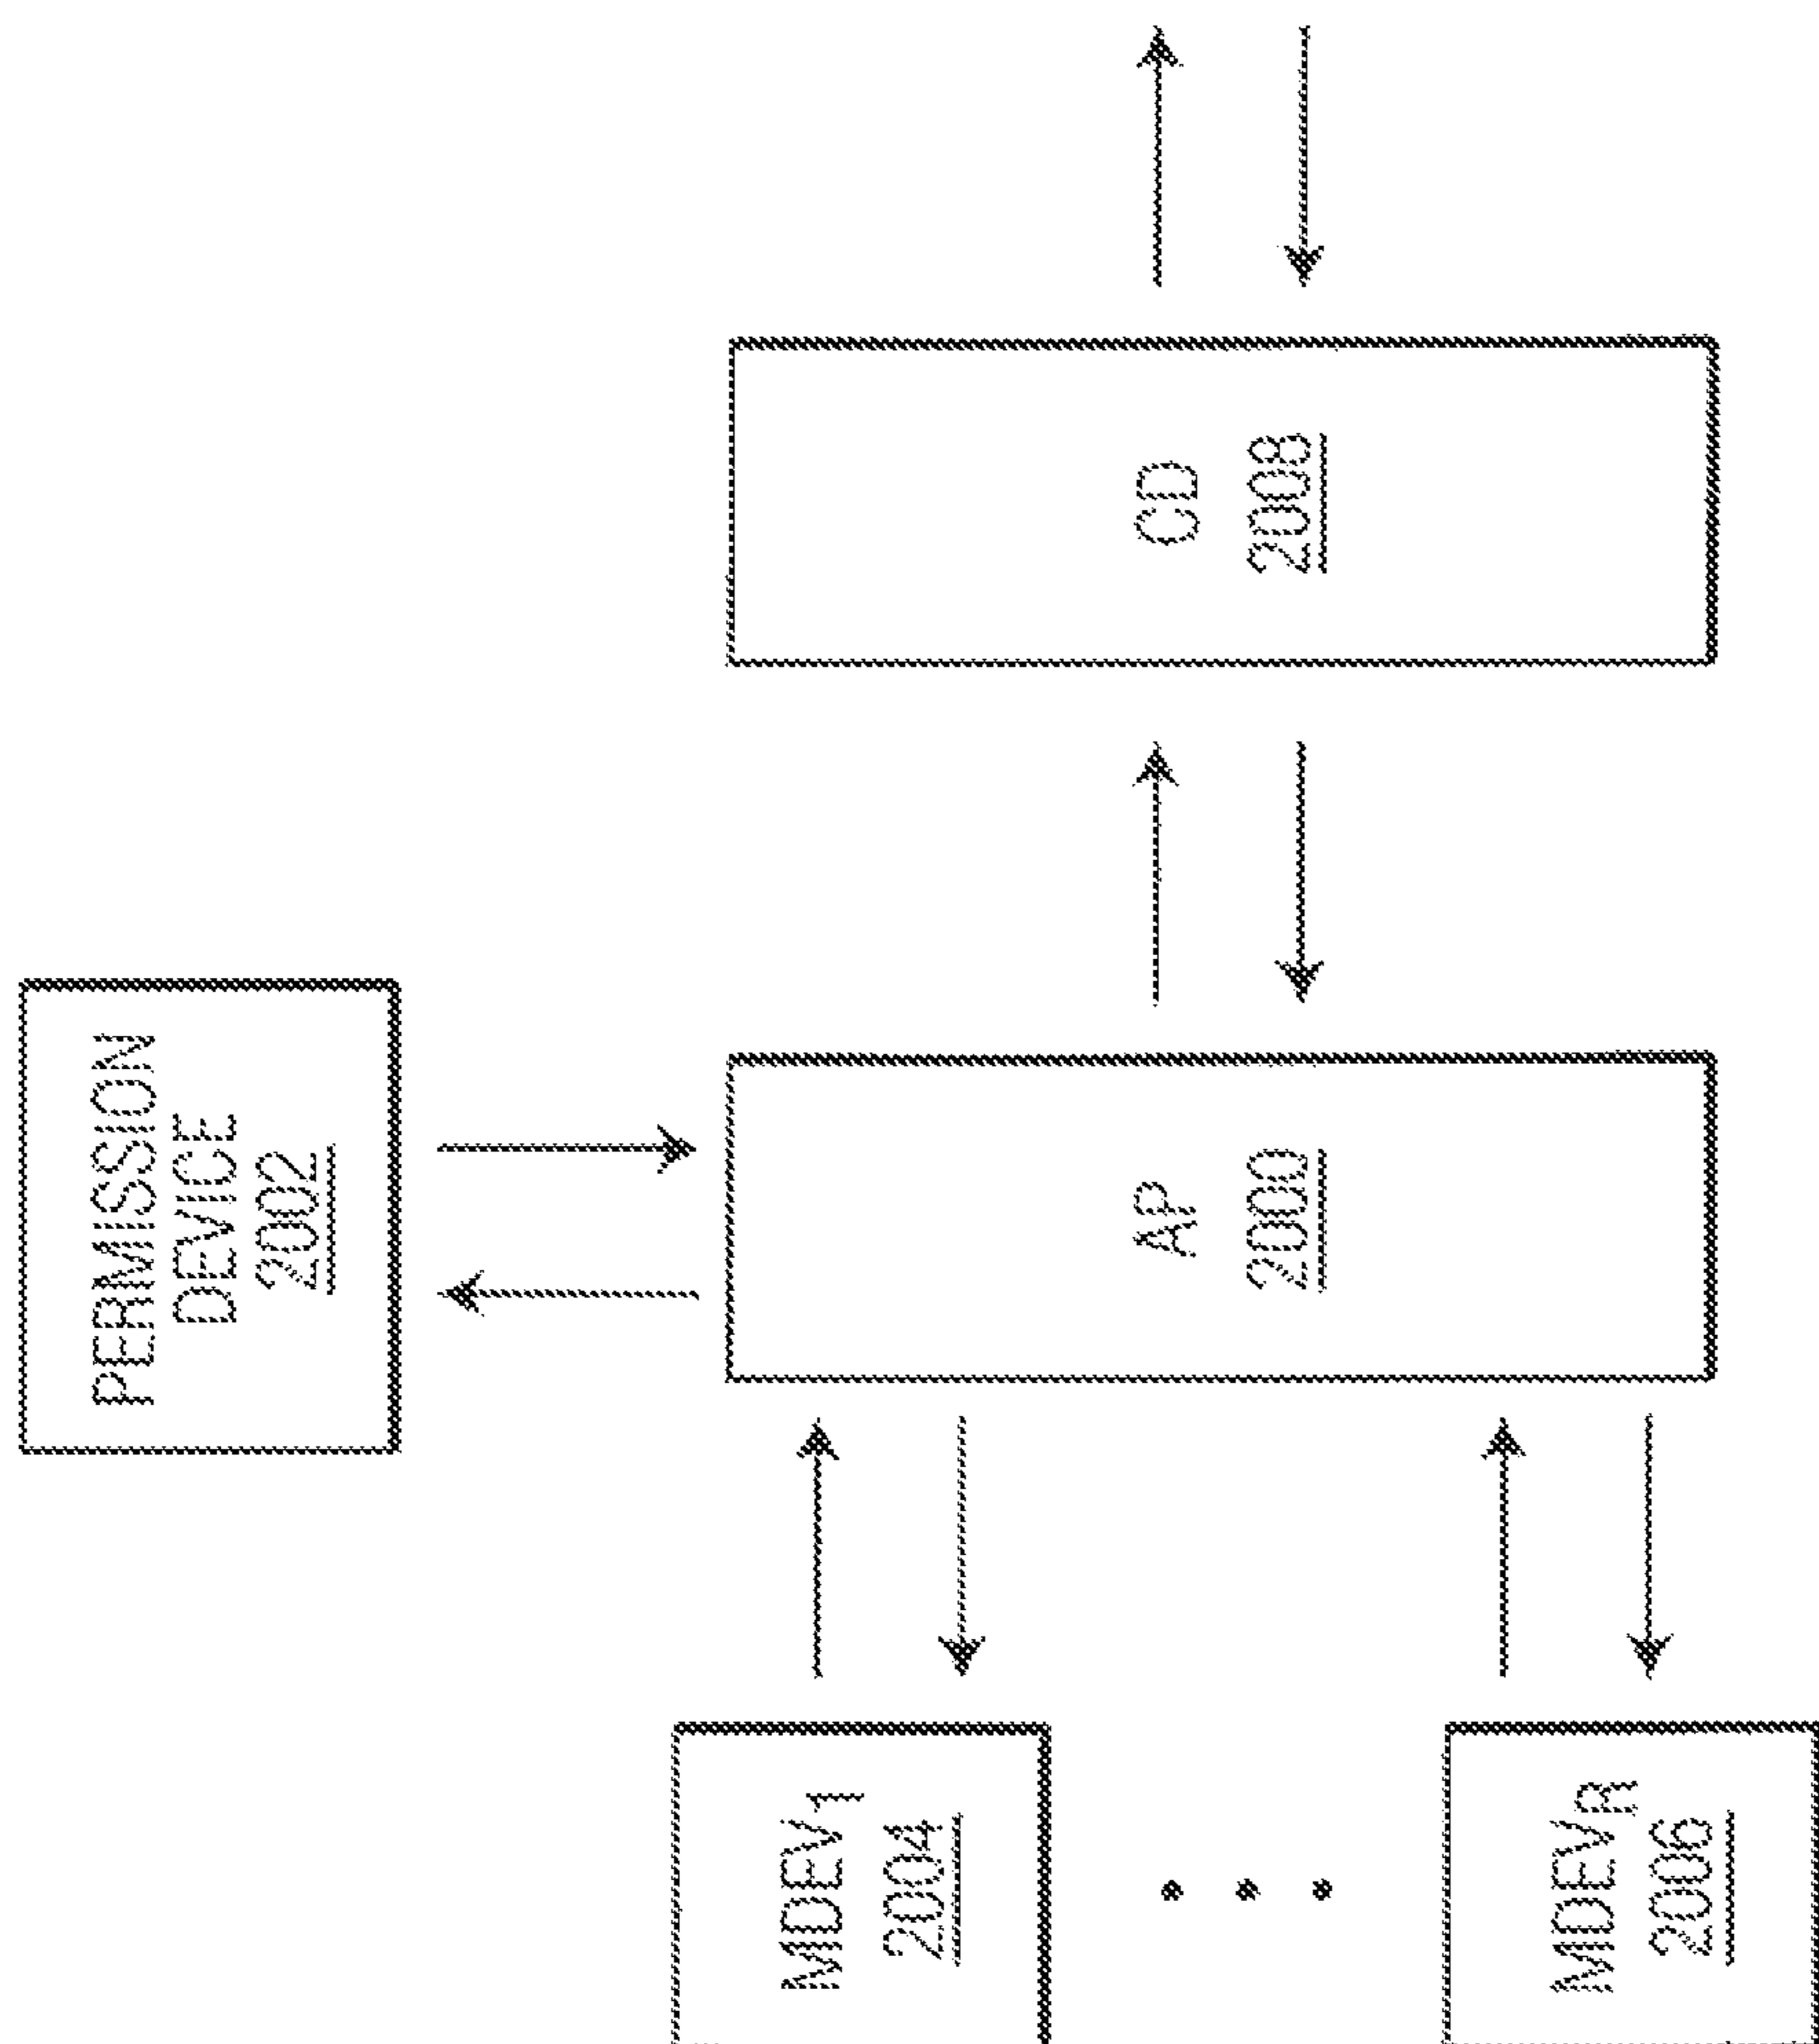 PERMISSION
DEVICE
2002
MDEV1
2004
MDEVR
2006
AP
2000
CD
2008